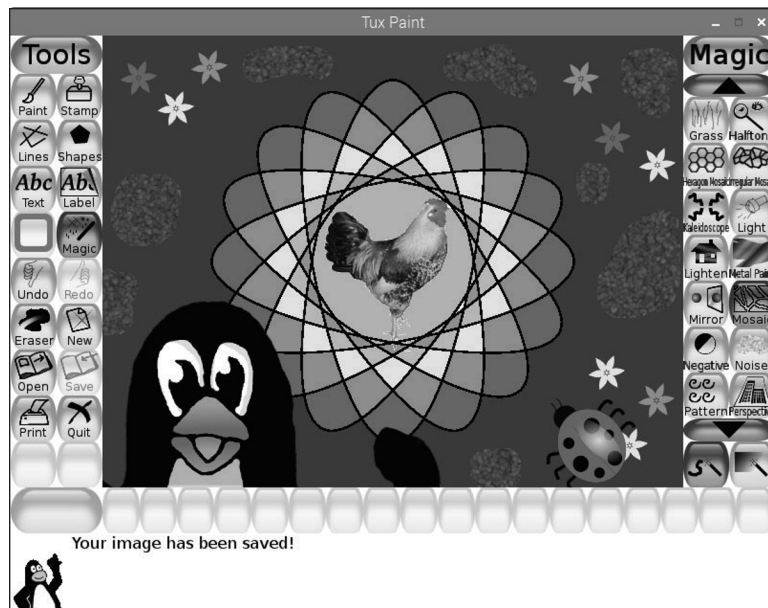 Tux Paint
Tools
Magic
Paint Stamp
Lines Shapes
Abc Abc
Text Label
Magic
Undo Redo
Eraser New
Open Save
Print Quit
Grass Halfton
Hexagon Mosaic Irregular Mosa
Kaleidoscope Light
Lighten Metal Pain
Mirror Mosaic
Negative Noise
Pattern Perspectiv
Your image has been saved!